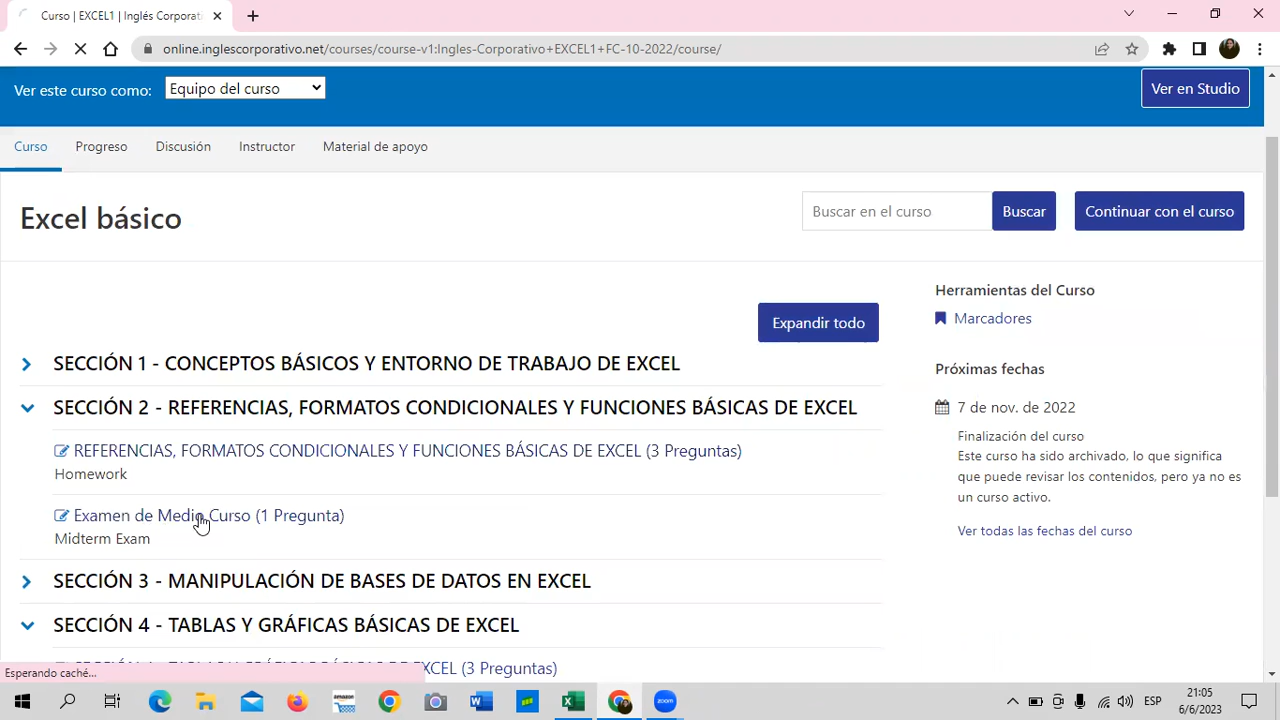 Curso | EXCEL1 | Inglés Corporati
online.inglescorporativo.net/courses/course-v1:Ingles-Corporativo+EXCEL1+FC-10-2022/course/
Ver este curso como:
Equipo del curso
Ver en Studio
Curso
Progreso
Discusión
Instructor
Material de apoyo
Excel básico
Buscar en el curso
Buscar
Continuar con el curso
Expandir todo
SECCIÓN 1 - CONCEPTOS BÁSICOS Y ENTORNO DE TRABAJO DE EXCEL
SECCIÓN 2 - REFERENCIAS, FORMATOS CONDICIONALES Y FUNCIONES BÁSICAS DE EXCEL
REFERENCIAS, FORMATOS CONDICIONALES Y FUNCIONES BÁSICAS DE EXCEL (3 Preguntas)
Homework
Examen de Medio Curso (1 Pregunta)
Midterm Exam
SECCIÓN 3 - MANIPULACIÓN DE BASES DE DATOS EN EXCEL
SECCIÓN 4 - TABLAS Y GRÁFICAS BÁSICAS DE EXCEL
SECCIÓN 4 - TABLAS Y GRÁFICAS BÁSICAS DE EXCEL (3 Preguntas)
Herramientas del Curso
Marcadores
Próximas fechas
7 de nov. de 2022
Finalización del curso
Este curso ha sido archivado, lo que significa
que puede revisar los contenidos, pero ya no es
un curso activo.
Ver todas las fechas del curso
Esperando caché...
amazon
zoom
ESP
21:05
6/6/2023